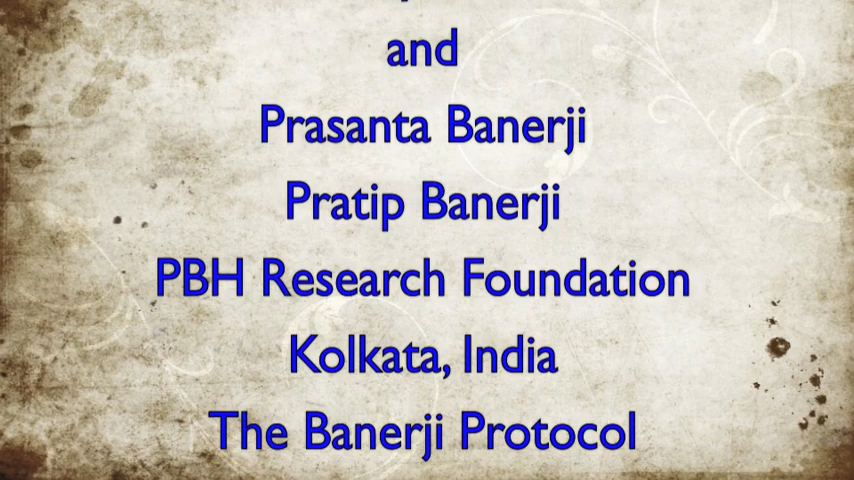 and
Prasanta Banerji
Pratip Banerji
PBH Research Foundation
Kolkata, India
The Banerji Protocol